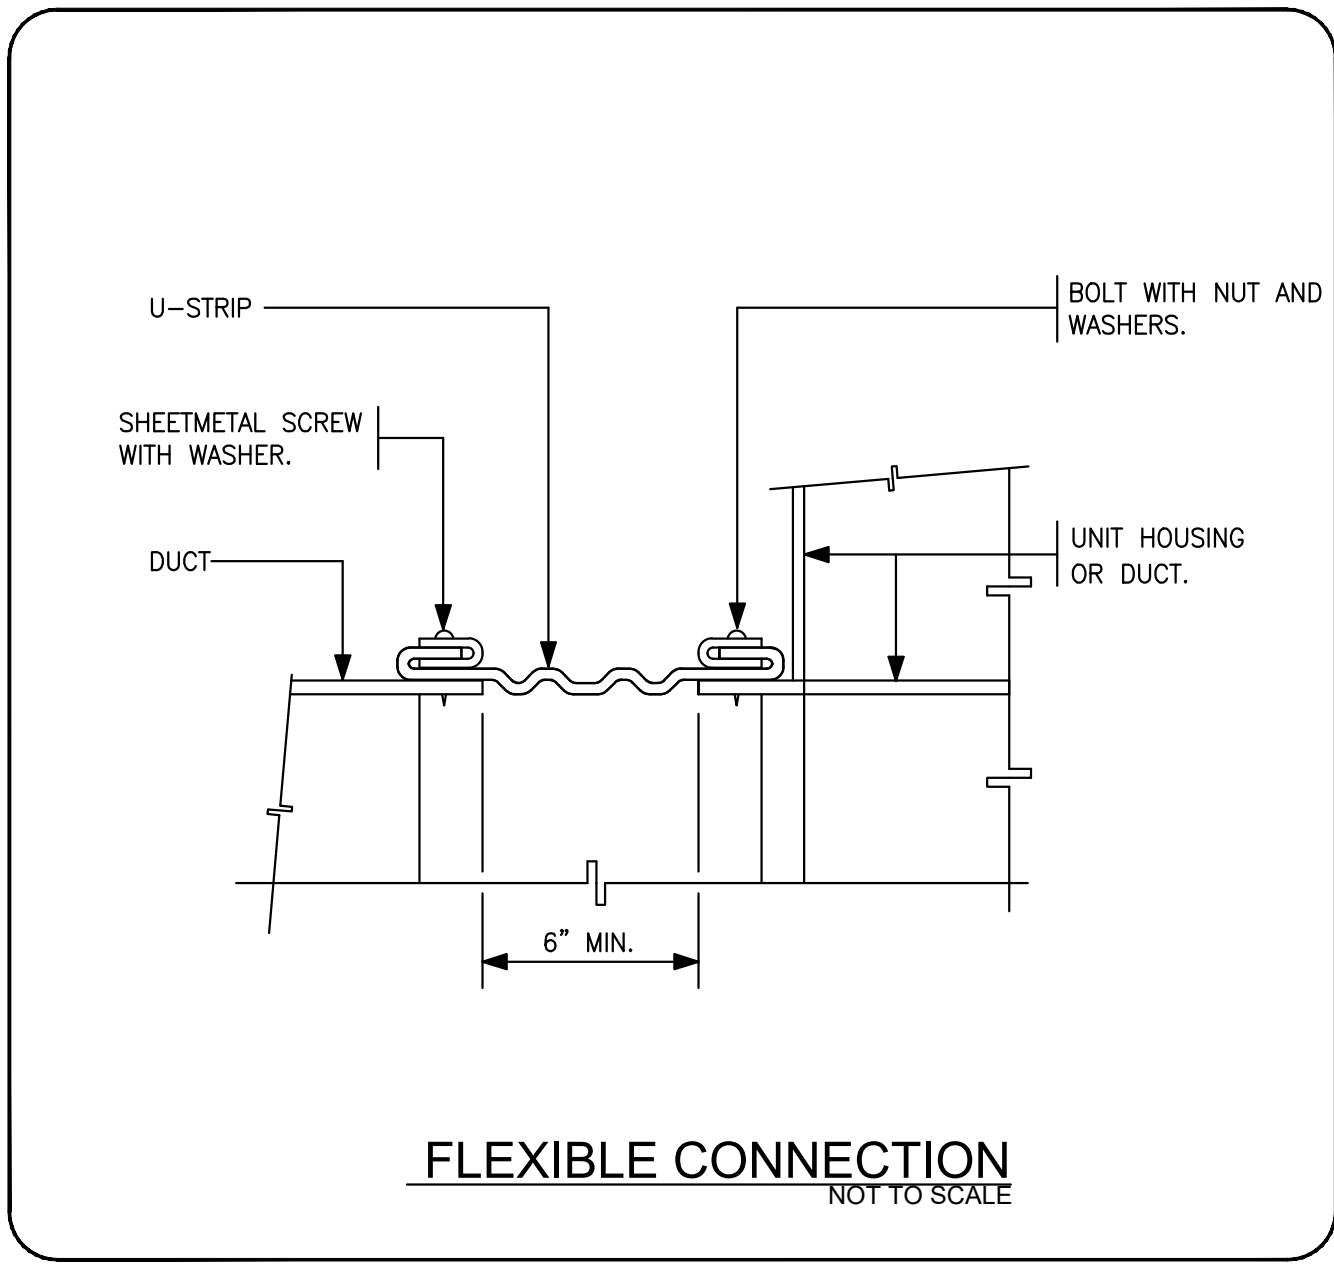 U-STRIP
BOLT WITH NUT AND
WASHERS.
SHEETMETAL SCREW
WITH WASHER.
DUCT
UNIT HOUSING
OR DUCT.
6" MIN.
FLEXIBLE CONNECTION
NOT TO SCALE